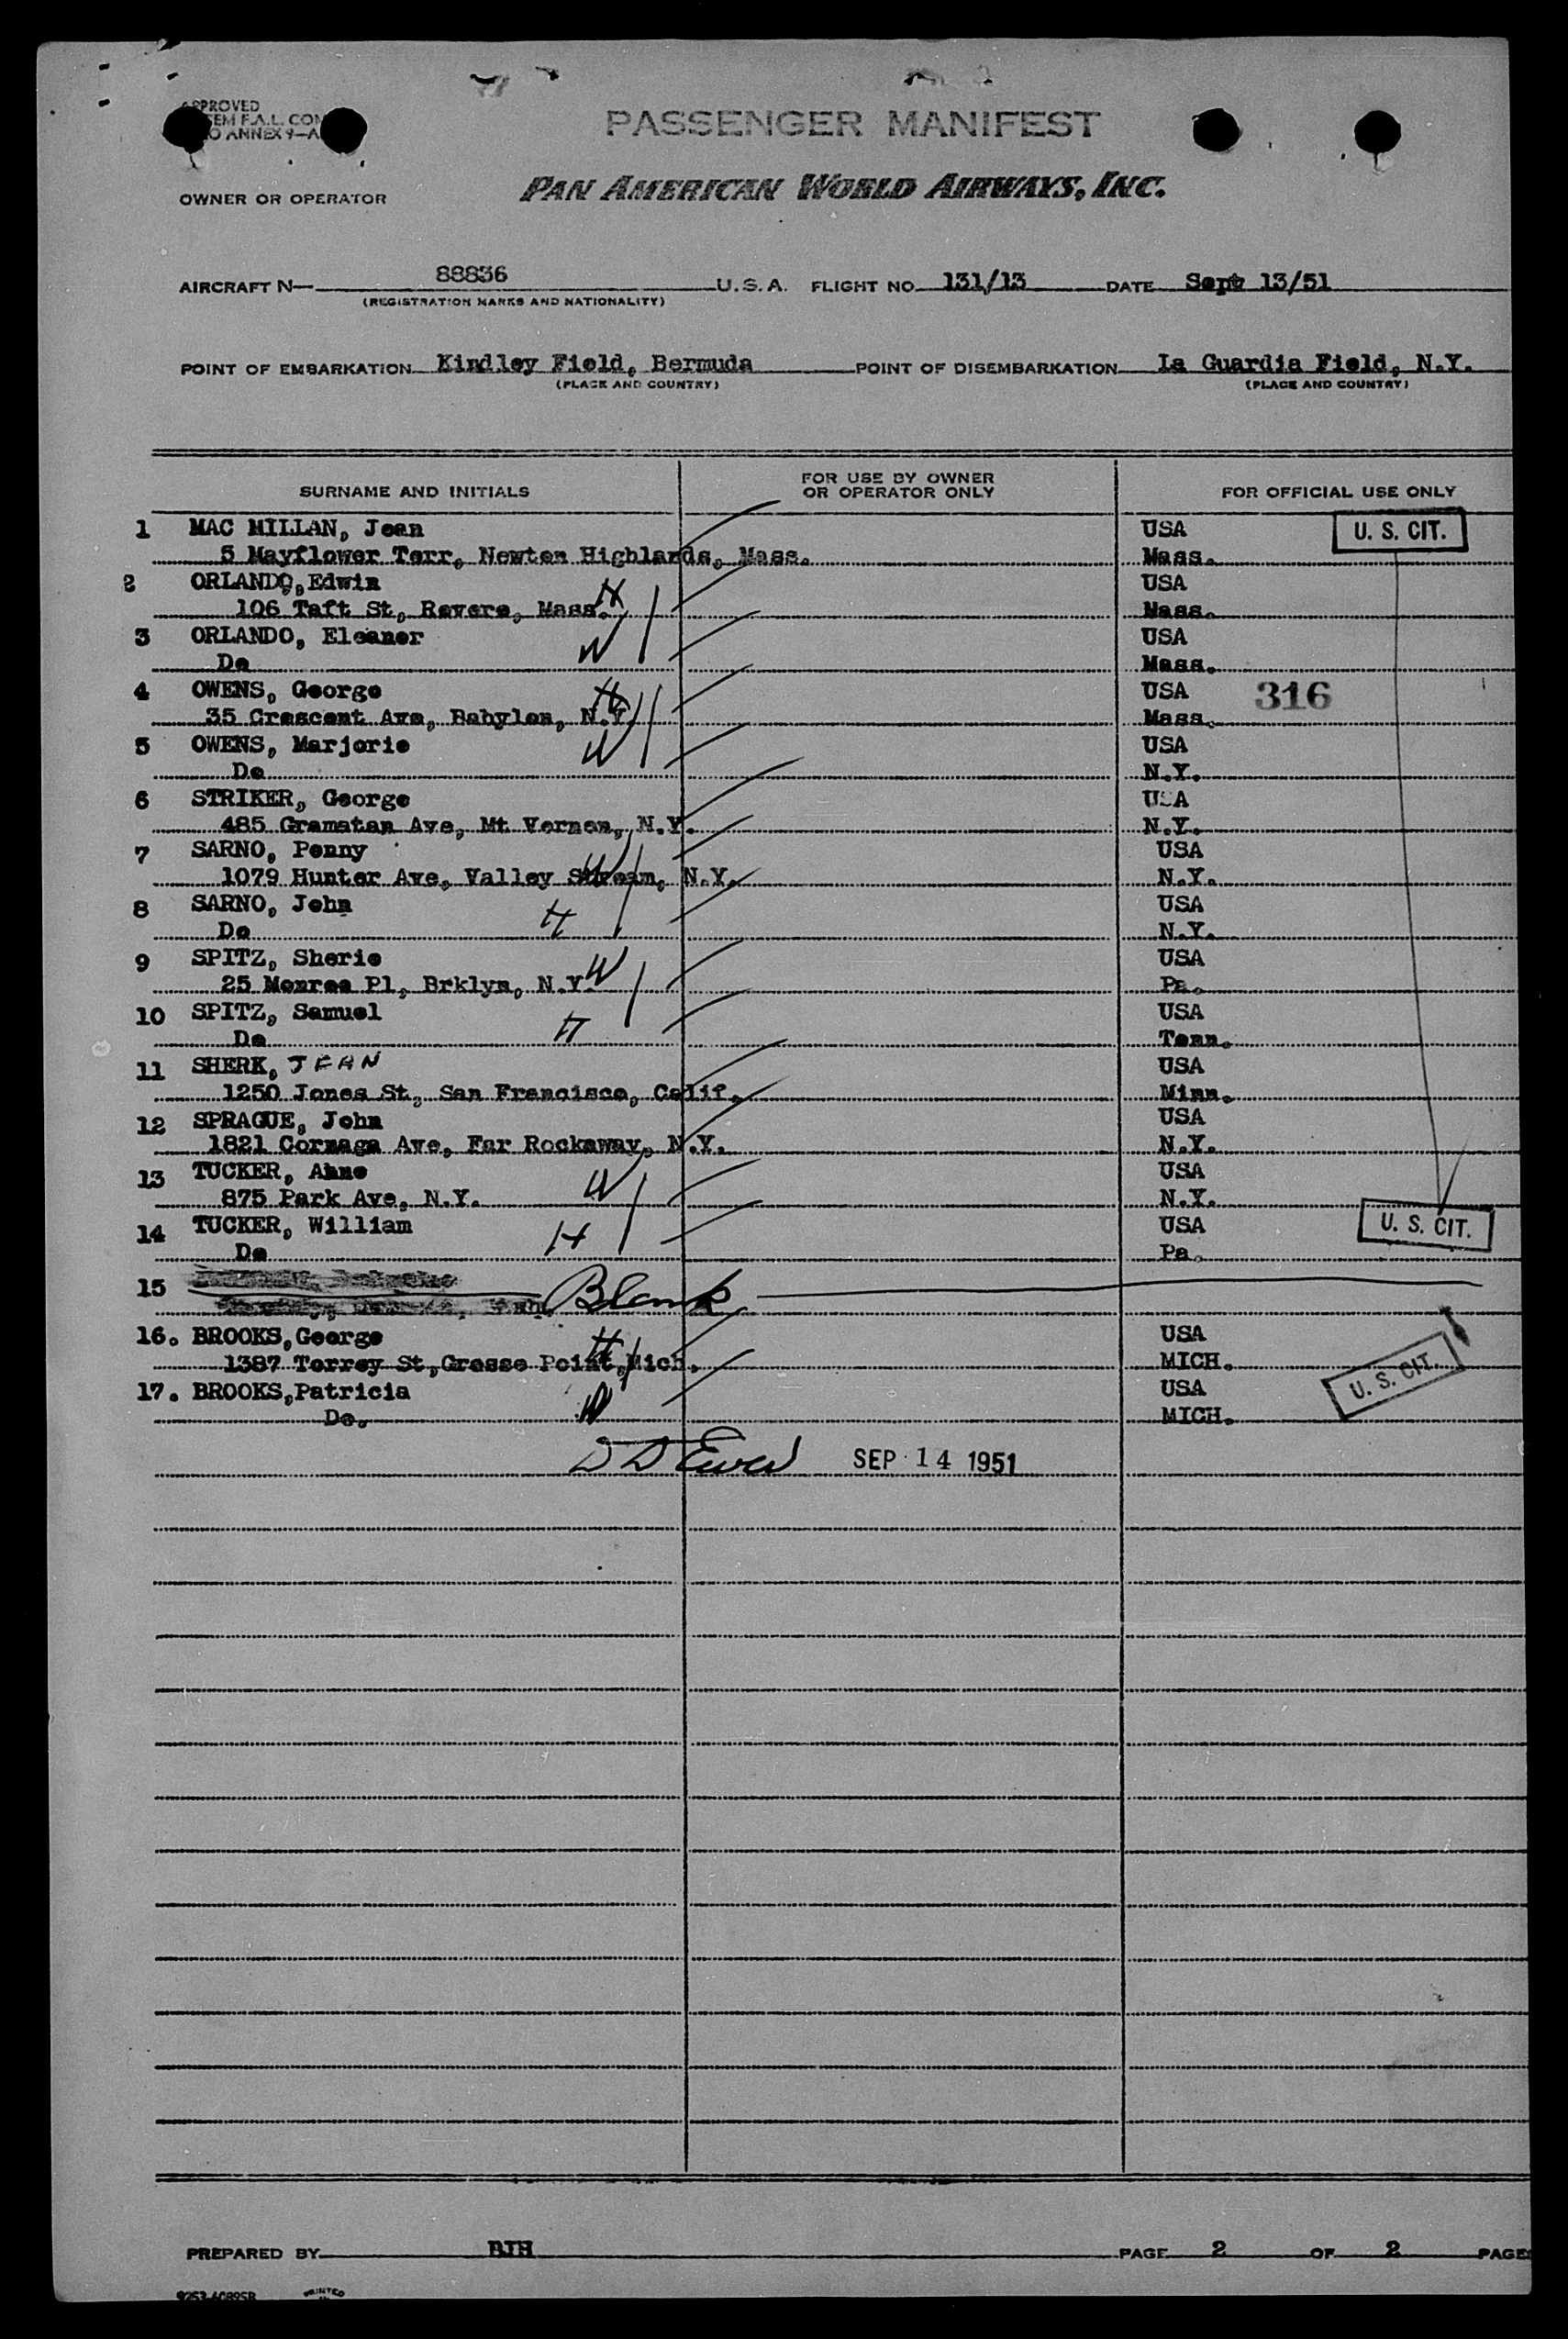 APPROVED
F.A.L. COM
ANNEX 9—A
PASSENGER MANIFEST
OWNER OR OPERATOR
PAN AMERICAN WORLD AIRWAYS, INC.
AIRCRAFT N— 88836 U.S.A. FLIGHT NO. 131/13 DATE Sept 13/51
(REGISTRATION MARKS AND NATIONALITY)
POINT OF EMBARKATION Kindley Field, Bermuda POINT OF DISEMBARKATION La Guardia Field, N.Y.
(PLACE AND COUNTRY) (PLACE AND COUNTRY)
SURNAME AND INITIALS FOR USE BY OWNER OR OPERATOR ONLY FOR OFFICIAL USE ONLY
1 MAC MILLAN, Jean USA U. S. CIT.
5 Mayflower Terr, Newton Highlands, Mass. Mass.
2 ORLANDO,Edwin USA
106 Taft St, Revere, Mass. H Mass.
3 ORLANDO, Eleanor USA
Do W Mass.
4 OWENS, George H USA 316
35 Crescent Ave, Babylon, N.Y. Mass.
5 OWENS, Marjorie W USA
Do N.Y.
6 STRIKER, George USA
485 Gramatan Ave, Mt Vernon, N.Y. N.Y.
7 SARNO, Penny USA
1079 Hunter Ave, Valley Stream, N.Y. W N.Y.
8 SARNO, John H USA
Do N.Y.
9 SPITZ, Sherie W USA
25 Monroe Pl, Brklyn, N.Y. Pa.
10 SPITZ, Samuel H USA
Do Tenn.
11 SHERK, JEAN USA
1250 Jones St, San Francisco, Calif. Minn.
12 SPRAGUE, John USA
1821 Cornaga Ave, Far Rockaway, N.Y. N.Y.
13 TUCKER, Anne W USA
875 Park Ave, N.Y. N.Y.
14 TUCKER, William H USA U. S. CIT.
Do Pa.
15 Blank
16. BROOKS,George H USA
1387 Torrey St,Grosse Point,Mich. MICH. U. S. CIT.
17. BROOKS,Patricia W USA
Do. MICH.
SEP 14 1951
PREPARED BY BJH PAGE 2 OF 2 PAGES
PRINTED